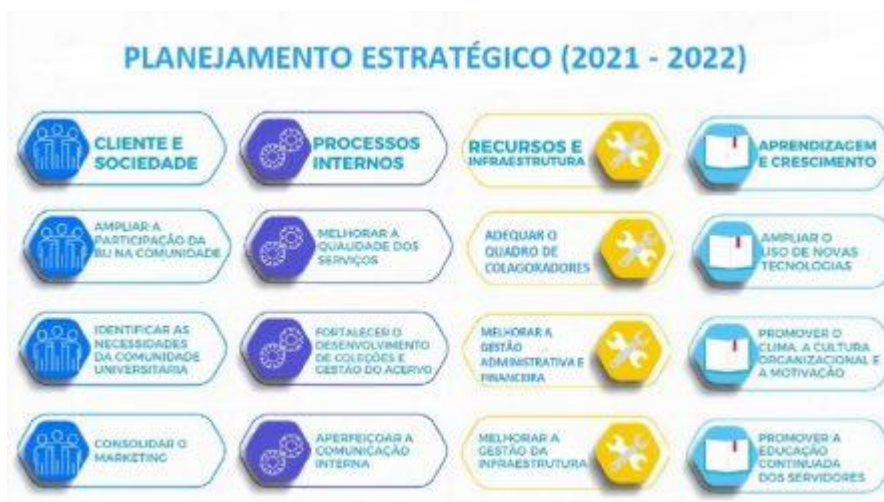 PLANEJAMENTO ESTRATÉGICO (2021 - 2022)
CLIENTE E
SOCIEDADE
PROCESSOS
INTERNOS
RECURSOS E
INFRAESTRUTURA
APRENDIZAGEM
E CRESCIMENTO
AMPLIAR A
PARTICIPAÇÃO DA
BU NA COMUNIDADE
MELHORAR A
QUALIDADE DOS
SERVIÇOS
ADEQUAR O
QUADRO DE
COLAGORADORES
AMPLIAR O
USO DE NOVAS
TECNOLOGIAS
IDENTIFICAR AS
NECESSIDADES
DA COMUNIDADE
UNIVERSITÁRIA
FORTALECER O
DESENVOLVIMENTO
DE COLEÇÕES E
GESTÃO DO ACERVO
MELHORAR A
GESTÃO
ADMINISTRATIVA E
FINANCEIRA
PROMOVER O
CLIMA, A CULTURA
ORGANIZACIONAL E
A MOTIVAÇÃO
CONSOLIDAR O
MARKETING
APERFEIÇOAR A
COMUNICAÇÃO
INTERNA
MELHORAR A
GESTÃO DA
INFRAESTRUTURA
PROMOVER A
EDUCAÇÃO
CONTINUADA
DOS SERVIDORES